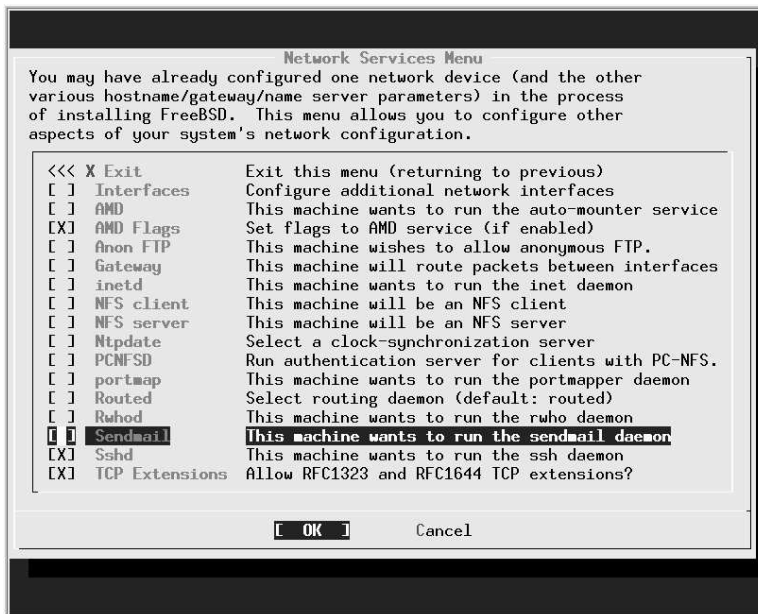 Network Services Menu
You may have already configured one network device (and the other
various hostname/gateway/name server parameters) in the process
of installing FreeBSD.  This menu allows you to configure other
aspects of your system's network configuration.
<<< X Exit            Exit this menu (returning to previous)
[ ]  Interfaces      Configure additional network interfaces
[ ]  AMD             This machine wants to run the auto-mounter service
[X]  AMD Flags       Set flags to AMD service (if enabled)
[ ]  Anon FTP        This machine wishes to allow anonymous FTP.
[ ]  Gateway         This machine will route packets between interfaces
[ ]  inetd           This machine wants to run the inet daemon
[ ]  NFS client      This machine will be an NFS client
[ ]  NFS server      This machine will be an NFS server
[ ]  Ntpdate         Select a clock-synchronization server
[ ]  PCNFSD          Run authentication server for clients with PC-NFS.
[ ]  portmap         This machine wants to run the portmapper daemon
[ ]  Routed          Select routing daemon (default: routed)
[ ]  Rwhod           This machine wants to run the rwho daemon
[ ]  Sendmail        This machine wants to run the sendmail daemon
[X]  Sshd            This machine wants to run the ssh daemon
[X]  TCP Extensions  Allow RFC1323 and RFC1644 TCP extensions?
[  OK  ]       Cancel